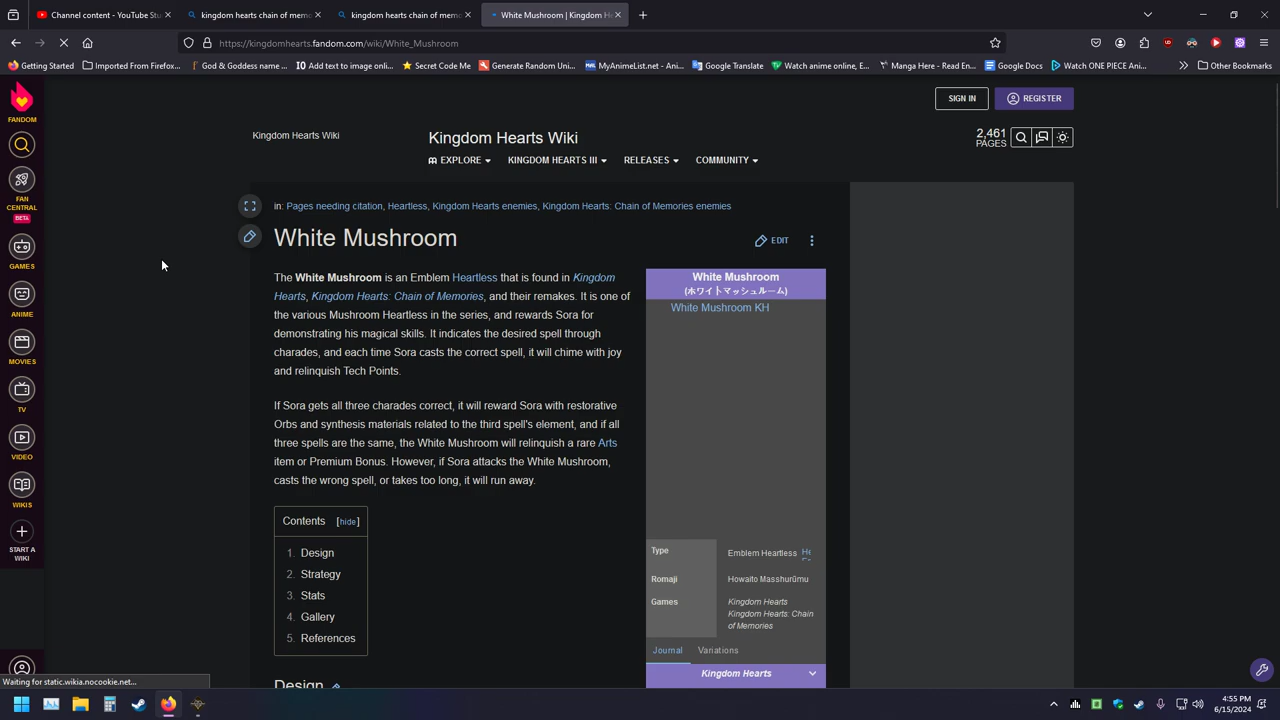 Channel content - YouTube Stu
kingdom hearts chain of memo
kingdom hearts chain of memo
White Mushroom | Kingdom He
https://kingdomhearts.fandom.com/wiki/White_Mushroom
Getting Started
Imported From Firefox...
God & Goddess name ...
Add text to image onl...
Secret Code Me
Generate Random Uni...
MyAnimeList.net - Ani...
Google Translate
Watch anime online, E...
Manga Here - Read En...
Google Docs
Watch ONE PIECE Ani...
Other Bookmarks
FANDOM
FAN
CENTRAL
BETA
GAMES
ANIME
MOVIES
TV
VIDEO
WIKIS
START A
WIKI
SIGN IN
REGISTER
Kingdom Hearts Wiki
Kingdom Hearts Wiki
2,461
PAGES
EXPLORE
KINGDOM HEARTS III
RELEASES
COMMUNITY
in: Pages needing citation, Heartless, Kingdom Hearts enemies, Kingdom Hearts: Chain of Memories enemies
White Mushroom
EDIT
The White Mushroom is an Emblem Heartless that is found in Kingdom
Hearts, Kingdom Hearts: Chain of Memories, and their remakes. It is one of
the various Mushroom Heartless in the series, and rewards Sora for
demonstrating his magical skills. It indicates the desired spell through
charades, and each time Sora casts the correct spell, it will chime with joy
and relinquish Tech Points.
If Sora gets all three charades correct, it will reward Sora with restorative
Orbs and synthesis materials related to the third spell's element, and if all
three spells are the same, the White Mushroom will relinquish a rare Arts
item or Premium Bonus. However, if Sora attacks the White Mushroom,
casts the wrong spell, or takes too long, it will run away.
Contents [hide]
1. Design
2. Strategy
3. Stats
4. Gallery
5. References
Design
White Mushroom
(ホワイトマッシュルーム)
White Mushroom KH
Type
Emblem Heartless
Romaji
Howaito Masshurūmu
Games
Kingdom Hearts
Kingdom Hearts: Chain
of Memories
Journal
Variations
Kingdom Hearts
Waiting for static.wikia.nocookie.net...
4:55 PM
6/15/2024